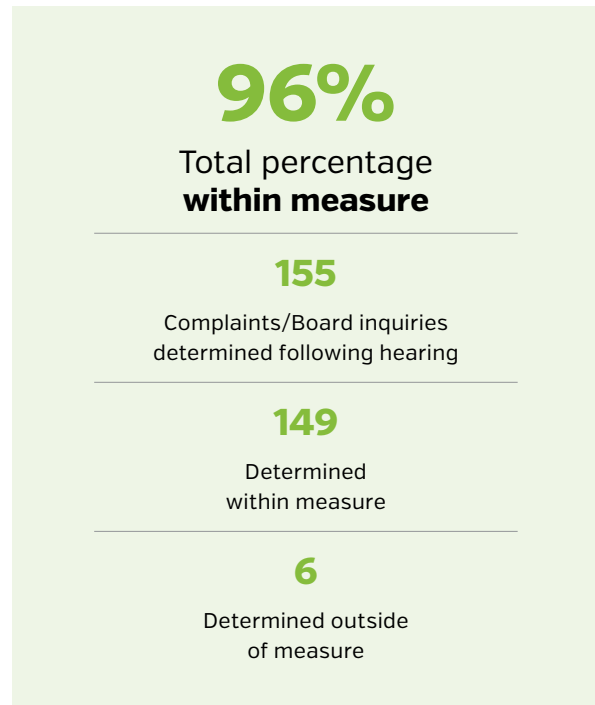 96%
Total percentage
within measure
155
Complaints/Board inquiries
determined following hearing
149
Determined
within measure
6
Determined outside
of measure